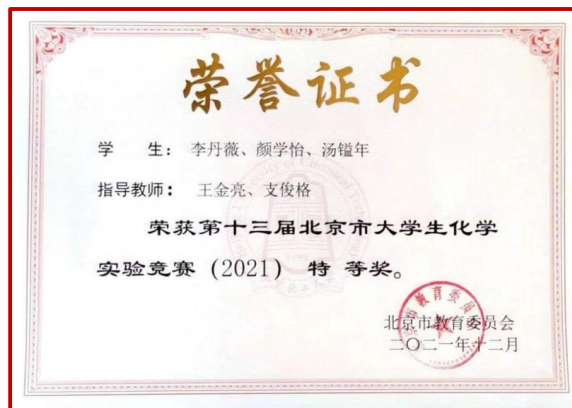 荣誉证书
学 生: 李丹薇、颜学怡、汤镒年
指导教师: 王金亮、支俊格
荣获第十三届北京市大学生化学
实验竞赛 (2021) 特 等奖。
北京市教育委员会
二〇二一年十二月